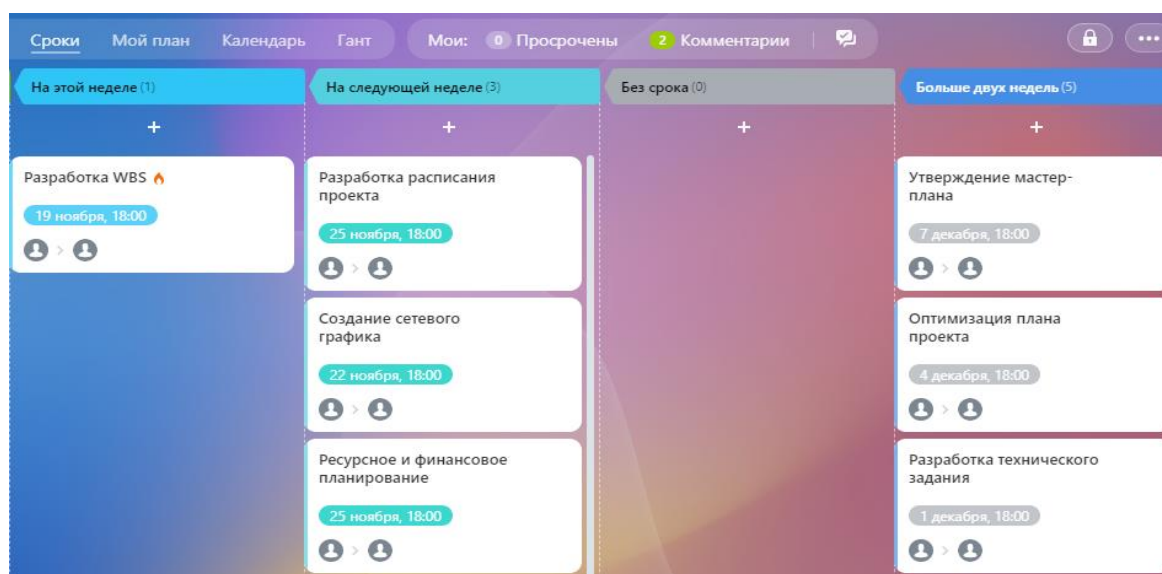 Сроки Мой план Календарь Гант Мои: 0 Просрочены 2 Комментарии
На этой неделе (1)
Разработка WBS
19 ноября, 18:00
На следующей неделе (3)
Разработка расписания
проекта
25 ноября, 18:00
Создание сетевого
графика
22 ноября, 18:00
Ресурсное и финансовое
планирование
25 ноября, 18:00
Без срока (0)
Больше двух недель (5)
Утверждение мастер-
плана
7 декабря, 18:00
Оптимизация плана
проекта
4 декабря, 18:00
Разработка технического
задания
1 декабря, 18:00